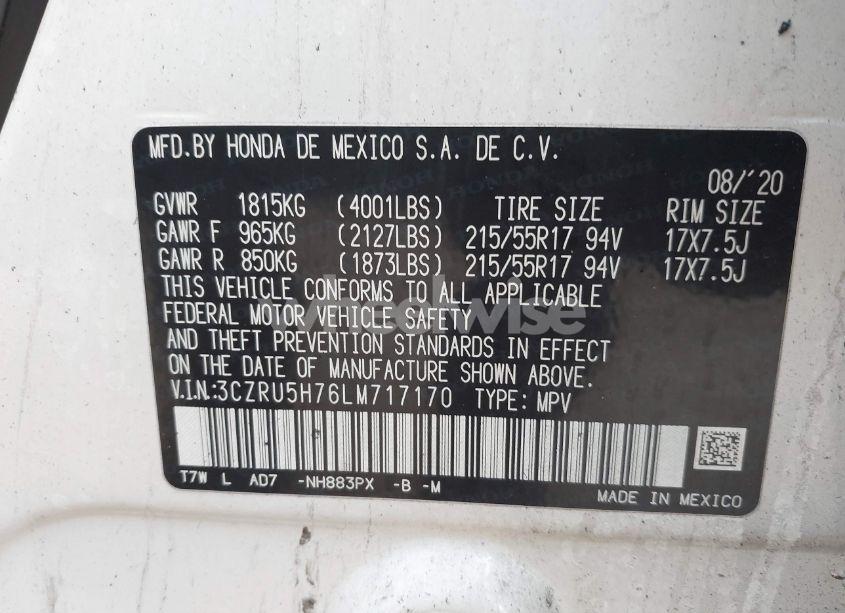 MFD.BY HONDA DE MEXICO S.A. DE C.V.
08/'20
GVWR 1815KG (4001LBS) TIRE SIZE RIM SIZE
GAWR F 965KG (2127LBS) 215/55R17 94V 17X7.5J
GAWR R 850KG (1873LBS) 215/55R17 94V 17X7.5J
THIS VEHICLE CONFORMS TO ALL APPLICABLE
FEDERAL MOTOR VEHICLE SAFETY
AND THEFT PREVENTION STANDARDS IN EFFECT
ON THE DATE OF MANUFACTURE SHOWN ABOVE.
V.I.N.:3CZRU5H76LM717170 TYPE: MPV
T7W L AD7 -NH883PX -B -M
MADE IN MEXICO
wheelwise